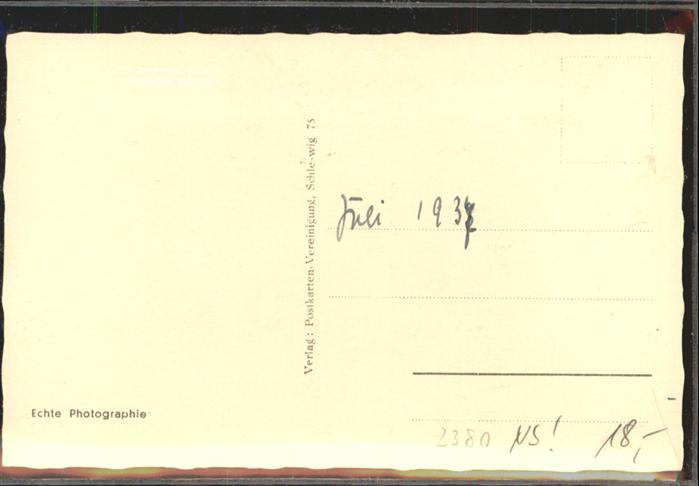 Juli 1937
Verlag: Postkarten-Vereinigung, Schleswig 75
Echte Photographie
2380 NS! 18,-